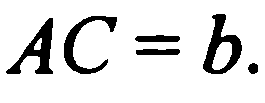 AC = b.